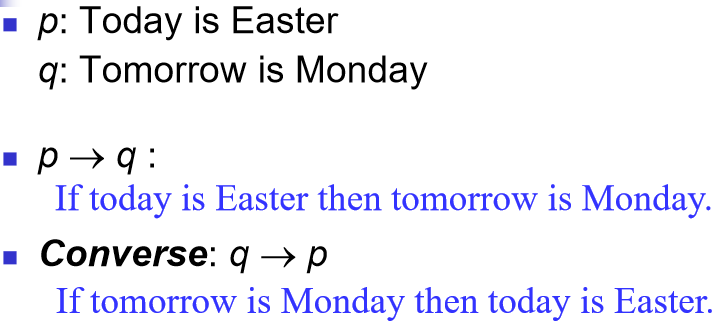 p: Today is Easter
q: Tomorrow is Monday
p → q :
If today is Easter then tomorrow is Monday.
Converse: q → p
If tomorrow is Monday then today is Easter.